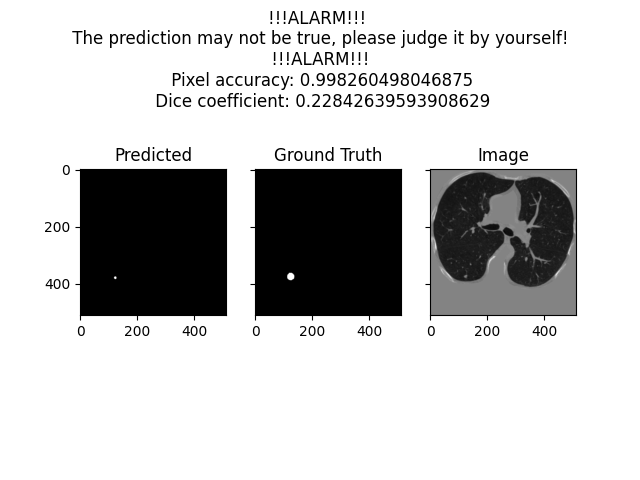 !!!ALARM!!!
The prediction may not be true, please judge it by yourself!
!!!ALARM!!!
Pixel accuracy: 0.998260498046875
Dice coefficient: 0.22842639593908629
Predicted
Ground Truth
Image
0
200
400
0
200
400
0
200
400
0
200
400